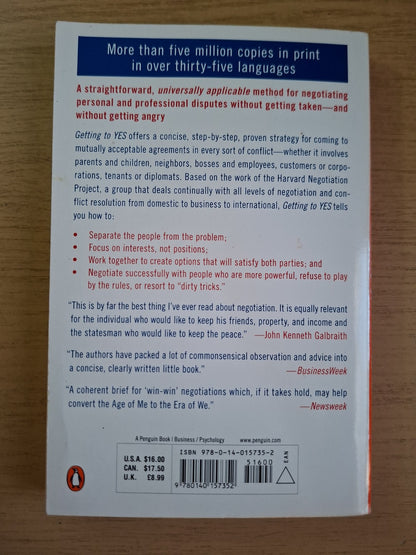 More than five million copies in print
in over thirty-five languages
A straightforward, universally applicable method for negotiating
personal and professional disputes without getting taken—and
without getting angry
Getting to YES offers a concise, step-by-step, proven strategy for coming to
mutually acceptable agreements in every sort of conflict—whether it involves
parents and children, neighbors, bosses and employees, customers or corpo-
rations, tenants or diplomats. Based on the work of the Harvard Negotiation
Project, a group that deals continually with all levels of negotiation and con-
flict resolution from domestic to business to international, Getting to YES tells
you how to:
• Separate the people from the problem;
• Focus on interests, not positions;
• Work together to create options that will satisfy both parties; and
• Negotiate successfully with people who are more powerful, refuse to play
by the rules, or resort to “dirty tricks.”
“This is by far the best thing I’ve ever read about negotiation. It is equally relevant
for the individual who would like to keep his friends, property, and income and
the statesman who would like to keep the peace.” —John Kenneth Galbraith
“The authors have packed a lot of commonsensical observation and advice into
a concise, clearly written little book.” —BusinessWeek
“A coherent brief for ‘win-win’ negotiations which, if it takes hold, may help
convert the Age of Me to the Era of We.” —Newsweek
A Penguin Book / Business / Psychology www.penguin.com
U.S.A. $16.00
CAN. $17.50
U.K. £8.99
ISBN 978-0-14-015735-2
51600
9 780140 157352
EAN